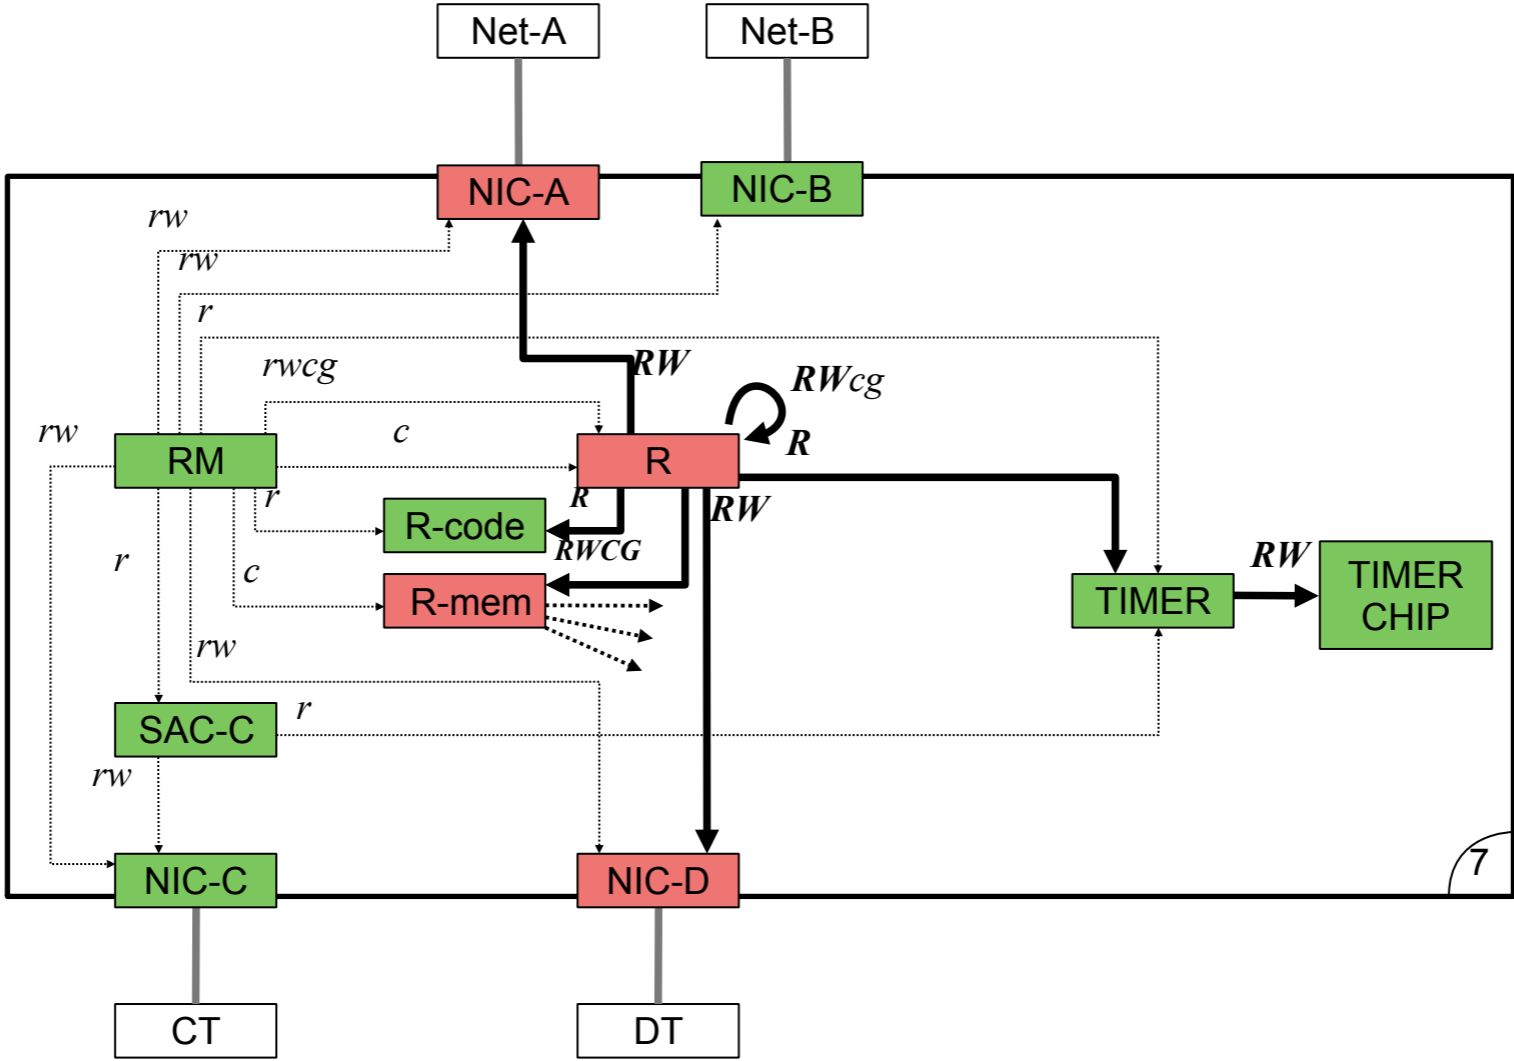 Net-A
Net-B
NIC-A
NIC-B
rw
rw
r
rwcg
RW
RWcg
rw
c
R
RM
R
r
R
RW
R-code
RWCG
RW
TIMER
CHIP
r
c
R-mem
TIMER
rw
r
SAC-C
rw
7
NIC-C
NIC-D
CT
DT